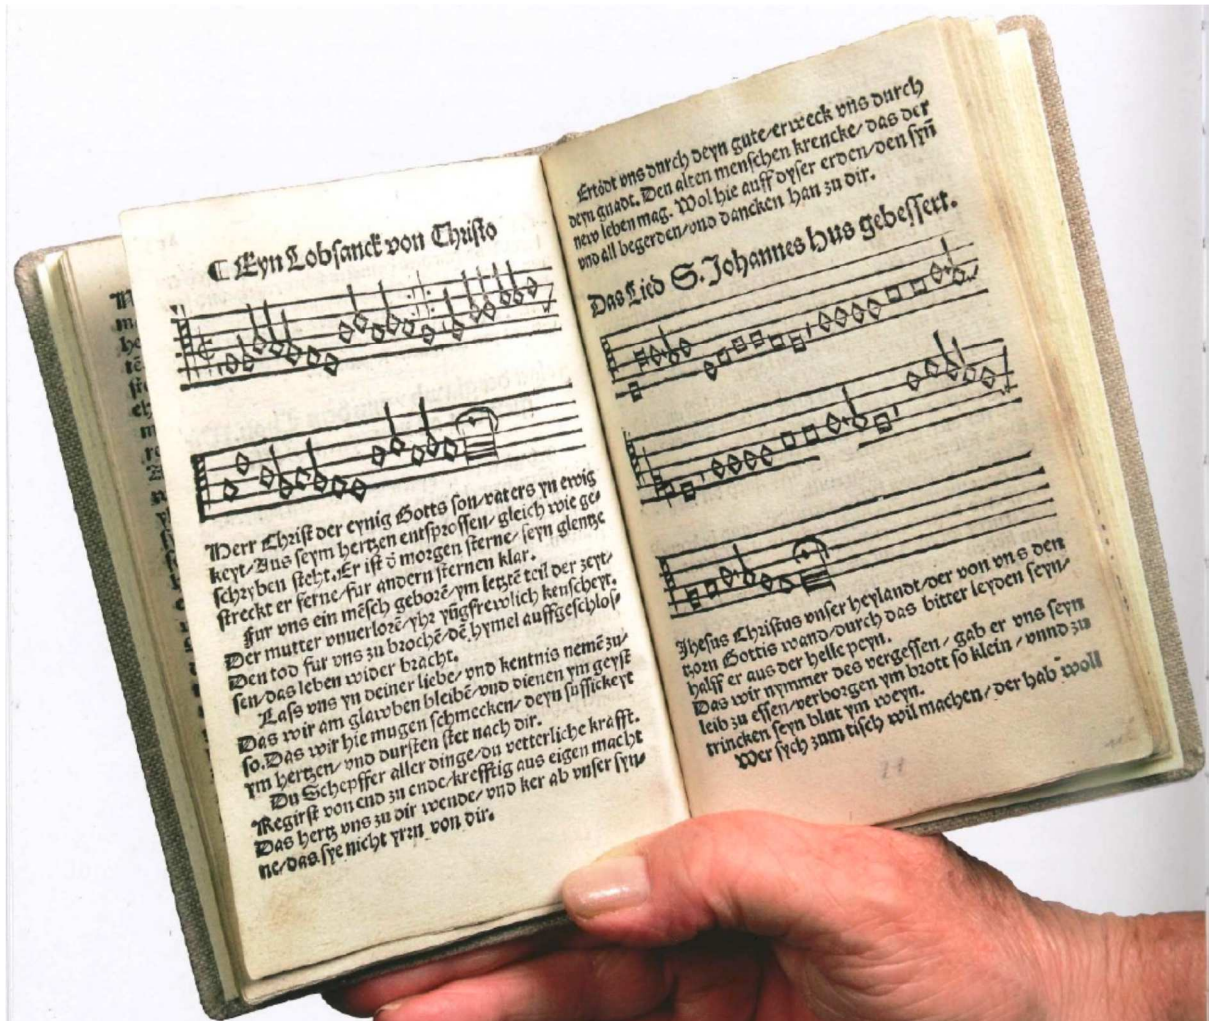 ¶ Eyn Lobsanck von Christo
Herr Christ der eynig Gotts son/vaters yn ewig
keyt/Aus seym hertzen entsprossen/gleich wie ge⸗
schryben steht. Er ist d̄ morgen sterne/seyn glentze
streckt er ferne/fur andern sternen klar.
Fur vns ein mēsch geborē/ym letztē teil der zeyt/
Der mutter vnuerlorē/yhr yūgfrewlich kenscheyt.
Den tod fur vns zu brochē/dē hymel auffgeschlos⸗
sen/das leben wider bracht.
Lass vns yn deiner liebe/vnd kentnis nemē zu/
Das wir am glawben bleibē/vnd dienen ym geyst
so. Das wir hie mugen schmecken/deyn sussickeyt
ym hertzen/vnd dursten stet nach dir.
Du Schepffer aller dinge/du vetterliche krafft.
Regirst von end zu ende/krefftig aus eigen macht
Das hertz vns zu dir wende/vnd ker ab vnser syn⸗
ne/das sye nicht yrrn von dir.
Ertödt vns durch deyn gute/erweck vns durch
deyn gnadt. Den alten menschen krencke/das der
new leben mag. Wol hie auff dyser erden/den syn̄
vnd all begerden/vnd dancken han zu dir.
Das Lied S. Johannes Hus gebessert.
Jhesus Christus vnser heylandt/der von vns den
zorn Gottis wand/durch das bitter leyden seyn/
halff er aus der helle peyn.
Das wir nymmer des vergessen/gab er vns seyn
leib zu essen/verborgen ym brott so klein/vnnd zu
trincken seyn blut ym weyn.
Wer sych zum tisch wil machen/der hab woll